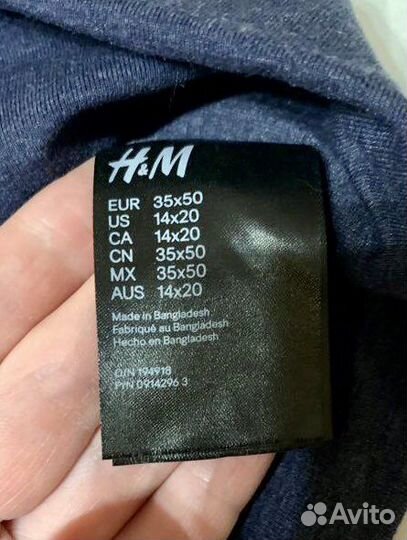 H&M
EUR 35x50
US 14x20
CA 14x20
CN 35x50
MX 35x50
AUS 14x20
Made in Bangladesh
Fabriqué au Bangladesh
Hecho en Bangladesh
O/N 194918
P/N 0914296 3
Avito